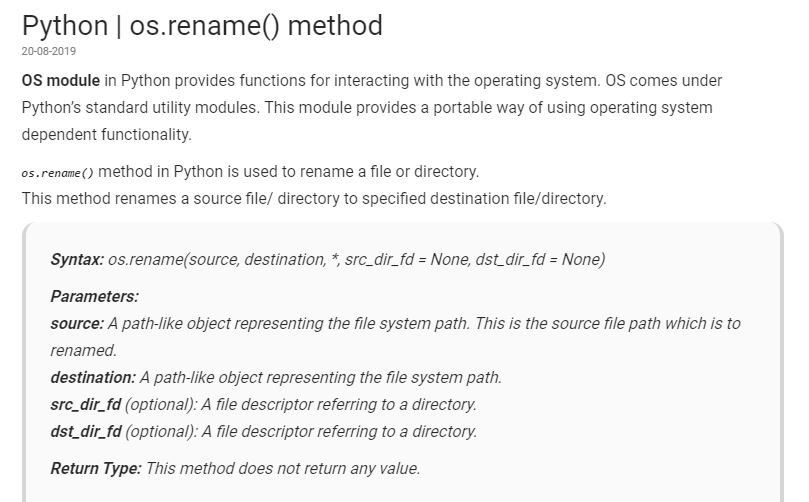 Python | os.rename() method
20-08-2019
OS module in Python provides functions for interacting with the operating system. OS comes under
Python’s standard utility modules. This module provides a portable way of using operating system
dependent functionality.
os.rename() method in Python is used to rename a file or directory.
This method renames a source file/ directory to specified destination file/directory.
Syntax: os.rename(source, destination, *, src_dir_fd = None, dst_dir_fd = None)
Parameters:
source: A path-like object representing the file system path. This is the source file path which is to
renamed.
destination: A path-like object representing the file system path.
src_dir_fd (optional): A file descriptor referring to a directory.
dst_dir_fd (optional): A file descriptor referring to a directory.
Return Type: This method does not return any value.